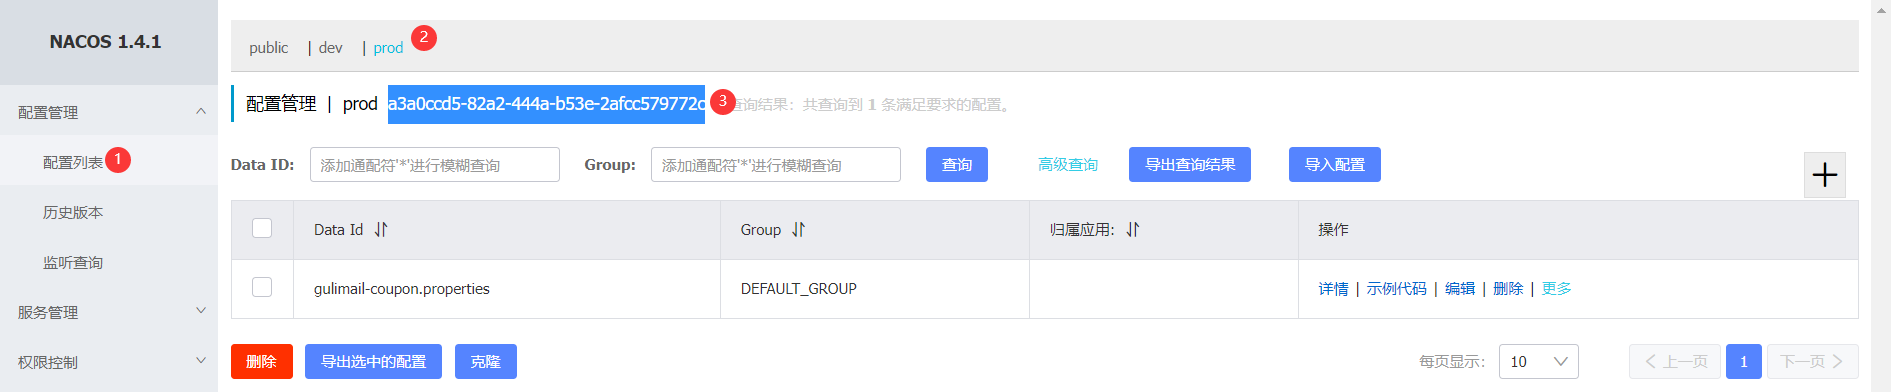 NACOS 1.4.1
配置管理
配置列表 1
历史版本
监听查询
服务管理
权限控制
public | dev | prod 2
配置管理 | prod a3a0ccd5-82a2-444a-b53e-2afcc579772c 3 查询结果：共查询到 1 条满足要求的配置。
Data ID: 添加通配符'*'进行模糊查询 Group: 添加通配符'*'进行模糊查询 查询 高级查询 导出查询结果 导入配置
Data Id Group 归属应用: 操作
gulimail-coupon.properties DEFAULT_GROUP 详情 | 示例代码 | 编辑 | 删除 | 更多
删除 导出选中的配置 克隆 每页显示: 10 上一页 1 下一页